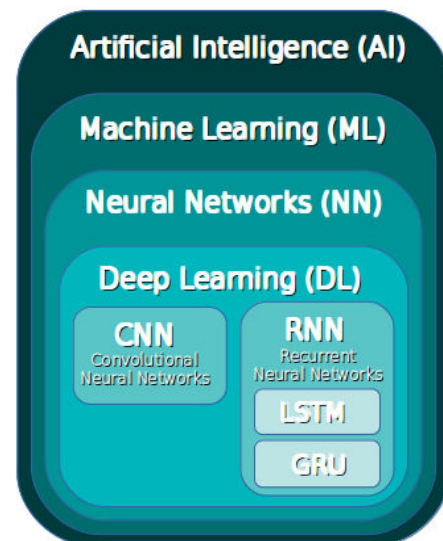 Artificial Intelligence (AI)
Machine Learning (ML)
Neural Networks (NN)
Deep Learning (DL)
CNN
Convolutional
Neural Networks
RNN
Recurrent
Neural Networks
LSTM
GRU